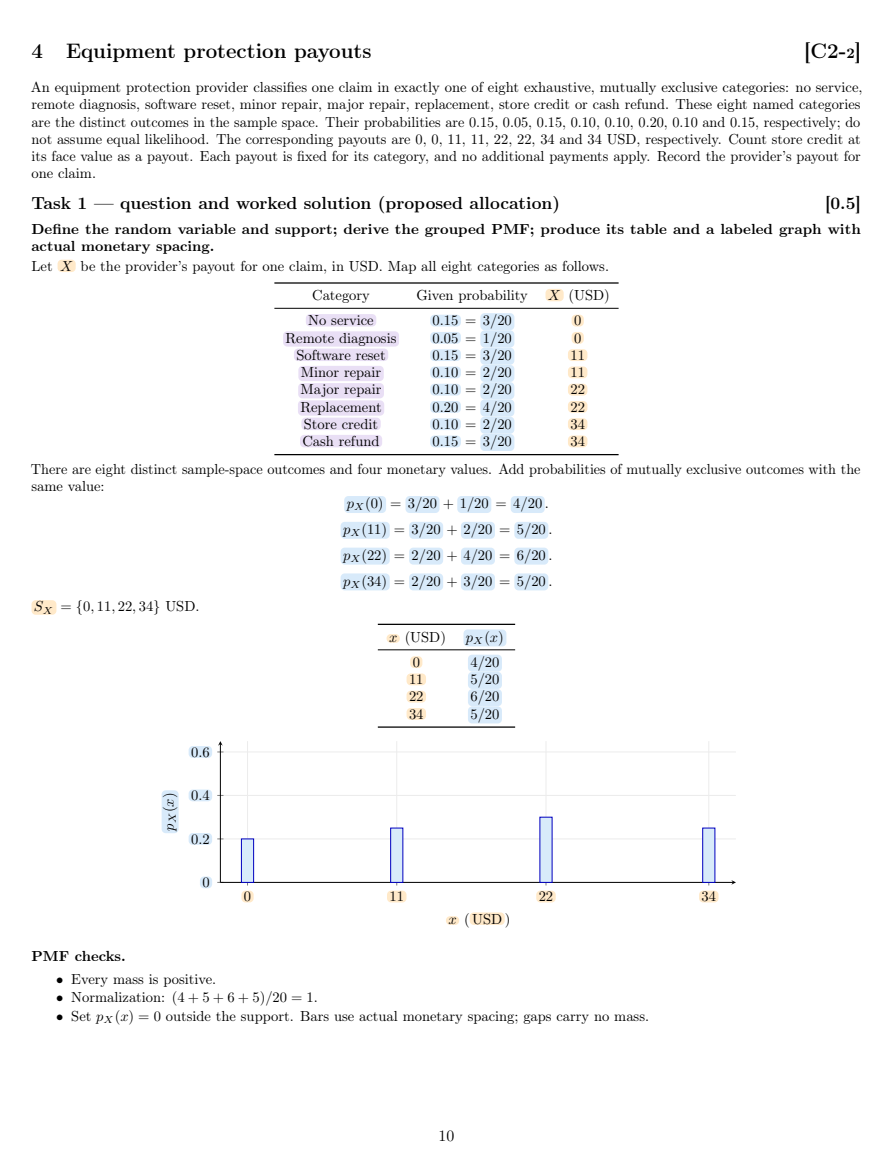 4 Equipment protection payouts [C2-2]
An equipment protection provider classifies one claim in exactly one of eight exhaustive, mutually exclusive categories: no service,
remote diagnosis, software reset, minor repair, major repair, replacement, store credit or cash refund. These eight named categories
are the distinct outcomes in the sample space. Their probabilities are 0.15, 0.05, 0.15, 0.10, 0.10, 0.20, 0.10 and 0.15, respectively; do
not assume equal likelihood. The corresponding payouts are 0, 0, 11, 11, 22, 22, 34 and 34 USD, respectively. Count store credit at
its face value as a payout. Each payout is fixed for its category, and no additional payments apply. Record the provider's payout for
one claim.
Task 1 — question and worked solution (proposed allocation) [0.5]
Define the random variable and support; derive the grouped PMF; produce its table and a labeled graph with
actual monetary spacing.
Let X be the provider's payout for one claim, in USD. Map all eight categories as follows.
Category Given probability X (USD)
No service 0.15 = 3/20 0
Remote diagnosis 0.05 = 1/20 0
Software reset 0.15 = 3/20 11
Minor repair 0.10 = 2/20 11
Major repair 0.10 = 2/20 22
Replacement 0.20 = 4/20 22
Store credit 0.10 = 2/20 34
Cash refund 0.15 = 3/20 34
There are eight distinct sample-space outcomes and four monetary values. Add probabilities of mutually exclusive outcomes with the
same value:
pX(0) = 3/20 + 1/20 = 4/20.
pX(11) = 3/20 + 2/20 = 5/20.
pX(22) = 2/20 + 4/20 = 6/20.
pX(34) = 2/20 + 3/20 = 5/20.
SX = {0, 11, 22, 34} USD.
x (USD) pX(x)
0 4/20
11 5/20
22 6/20
34 5/20
0.6
0.4
0.2
0
pX(x)
0 11 22 34
x (USD)
PMF checks.
• Every mass is positive.
• Normalization: (4 + 5 + 6 + 5)/20 = 1.
• Set pX(x) = 0 outside the support. Bars use actual monetary spacing; gaps carry no mass.
10